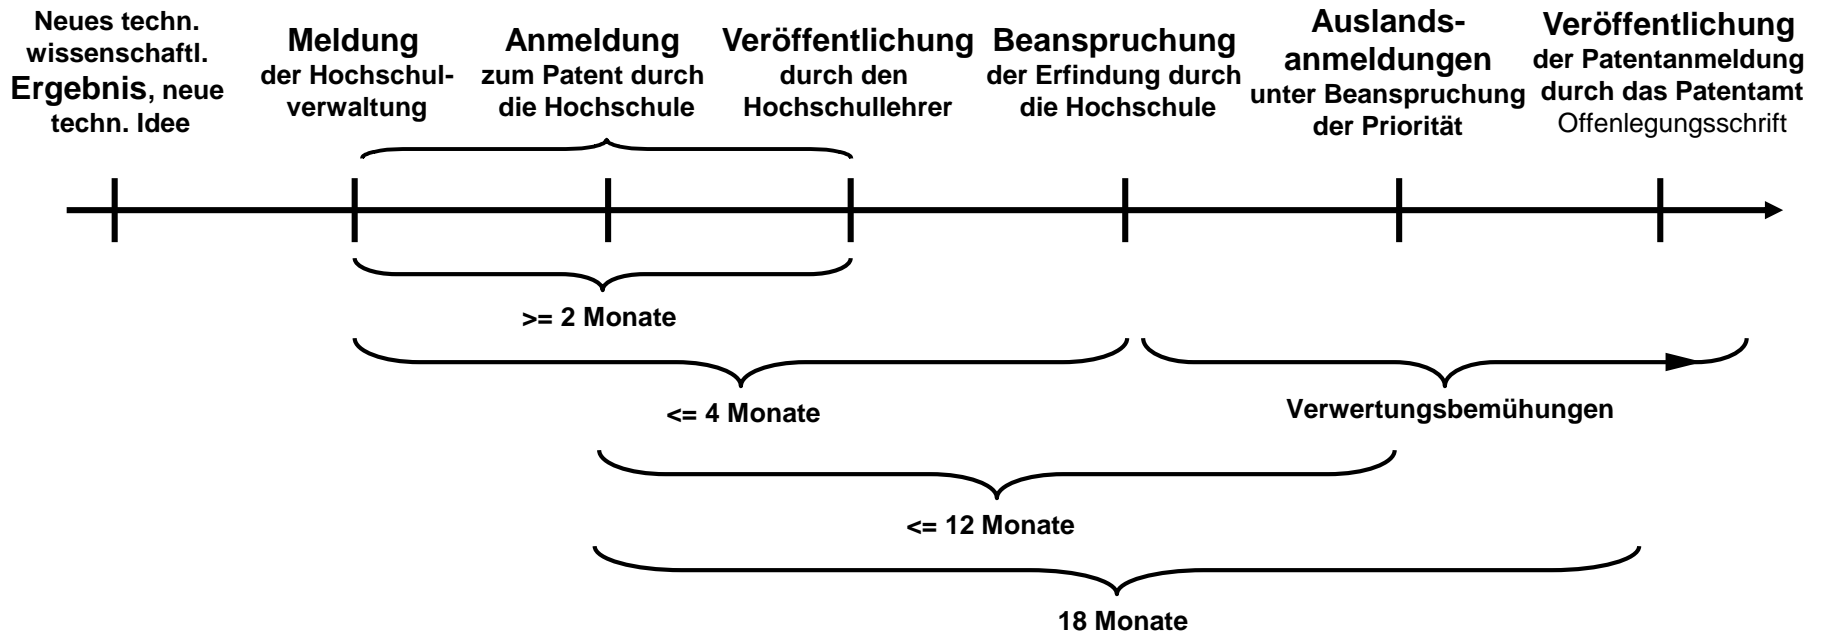 Neues techn.
wissenschaftl.
Ergebnis, neue
techn. Idee
Meldung
der Hochschul-
verwaltung
Anmeldung
zum Patent durch
die Hochschule
Veröffentlichung
durch den
Hochschullehrer
Beanspruchung
der Erfindung durch
die Hochschule
Auslands-
anmeldungen
unter Beanspruchung
der Priorität
Veröffentlichung
der Patentanmeldung
durch das Patentamt
Offenlegungsschrift
>= 2 Monate
<= 4 Monate
Verwertungsbemühungen
<= 12 Monate
18 Monate